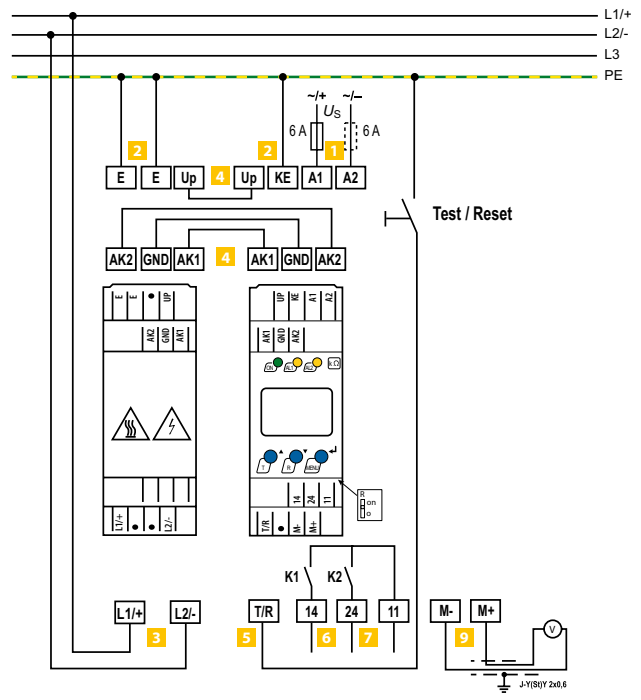 L1/+
L2/-
L3
PE
~/+ ~/–
US
6 A 6 A
2 2 1
E E Up 4 Up KE A1 A2
Test / Reset
AK2 GND AK1 4 AK1 GND AK2
E E UP
UP KE A1 A2
AK2 GND AK1
AK1 GND AK2
ON AL1 AL2 kΩ
T R MENU
R
on
o
14 24 11
L1/+ L2/-
T/R M- M+
K1 K2
L1/+ L2/- T/R 14 24 11 M- M+
3 5 6 7 9
V
J-Y(St)Y 2x0,6